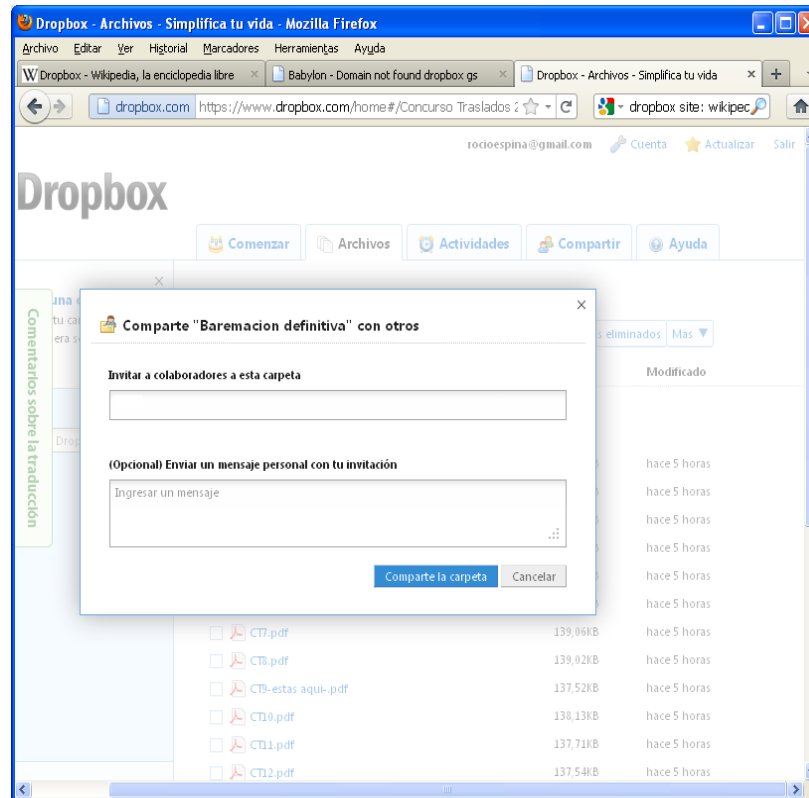 Dropbox - Archivos - Simplifica tu vida - Mozilla Firefox
Archivo Editar Ver Historial Marcadores Herramientas Ayuda
W Dropbox - Wikipedia, la enciclopedia libre × Babylon - Domain not found dropbox gs × Dropbox - Archivos - Simplifica tu vida × +
dropbox.com https://www.dropbox.com/home#/Concurso Traslados 2 dropbox site: wikipec
rocioespina@gmail.com Cuenta Actualizar Salir
Dropbox
Comenzar Archivos Actividades Compartir Ayuda
Comentarios sobre la traducción
una
tu ca
era s
Drop
Comparte "Baremacion definitiva" con otros ×
s eliminados Más ▼
Invitar a colaboradores a esta carpeta
Modificado
(Opcional) Enviar un mensaje personal con tu invitación
hace 5 horas
Ingresar un mensaje
hace 5 horas
hace 5 horas
hace 5 horas
Comparte la carpeta Cancelar
hace 5 horas
hace 5 horas
CT7.pdf 139,06KB hace 5 horas
CT8.pdf 139,02KB hace 5 horas
CT9-estas aqui-.pdf 137,52KB hace 5 horas
CT10.pdf 138,13KB hace 5 horas
CT11.pdf 137,71KB hace 5 horas
CT12.pdf 137,54KB hace 5 horas